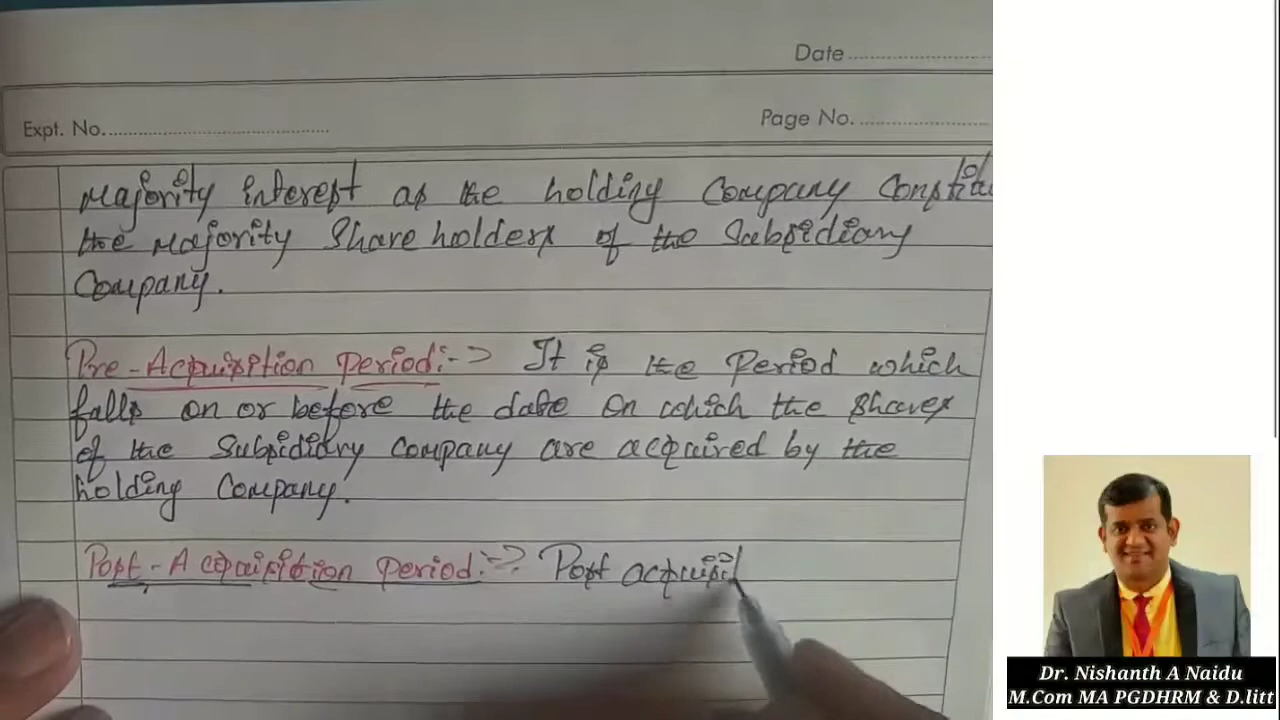 Date
Expt. No.
Page No.
Majority interest as the holding Company Constitu
the Majority Share holders of the Subsidiary
Company.
Pre-Acquisition period:-> It is the Period which
falls on or before the date on which the shares
of the Subsidiary Company are acquired by the
holding Company.
Post-Acquisition period:-> Post acquisit
Dr. Nishanth A Naidu
M.Com MA PGDHRM & D.litt